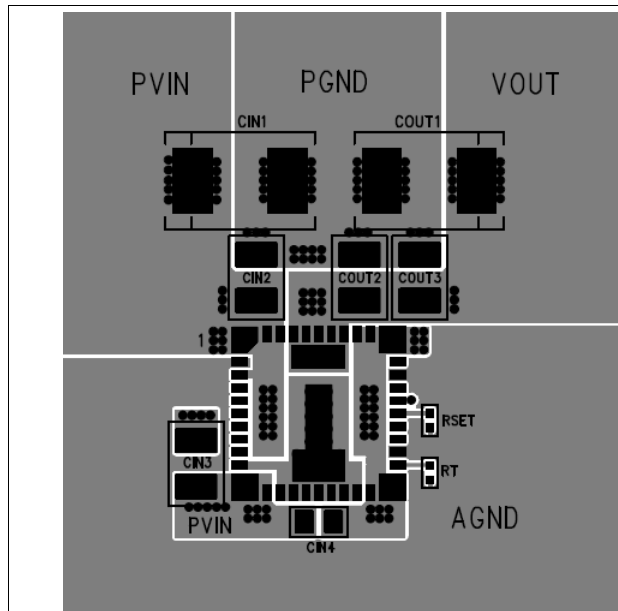 PVIN PGND VOUT
CIN1 COUT1
CIN2 COUT2 COUT3
1
RSET
CIN3 RT
PVIN AGND
CIN4